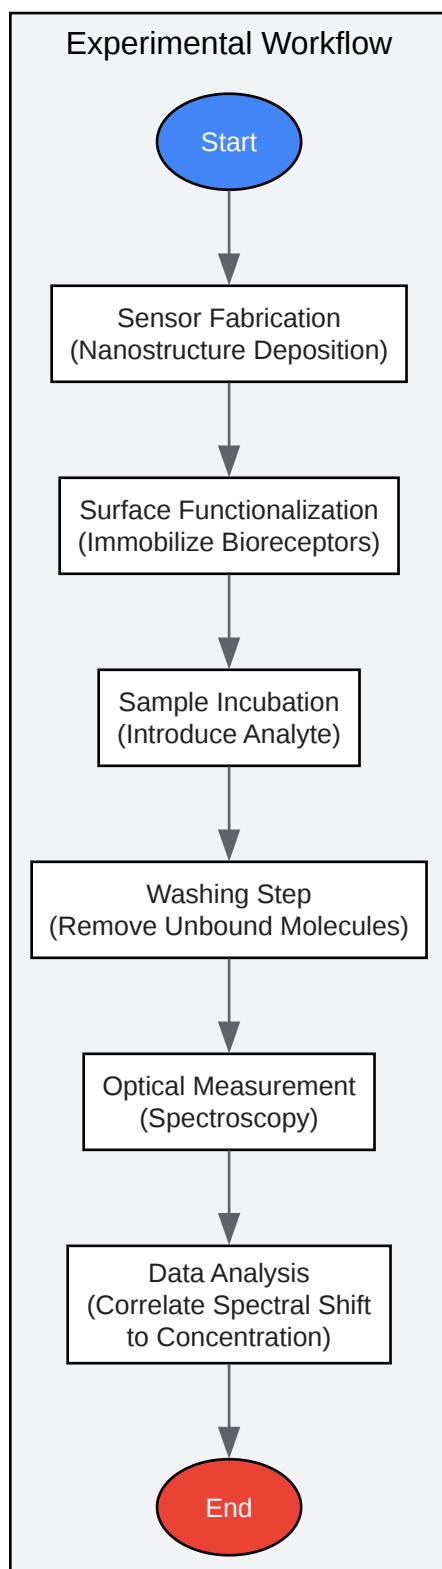 Experimental Workflow
Start
Sensor Fabrication
(Nanostructure Deposition)
Surface Functionalization
(Immobilize Bioreceptors)
Sample Incubation
(Introduce Analyte)
Washing Step
(Remove Unbound Molecules)
Optical Measurement
(Spectroscopy)
Data Analysis
(Correlate Spectral Shift
to Concentration)
End